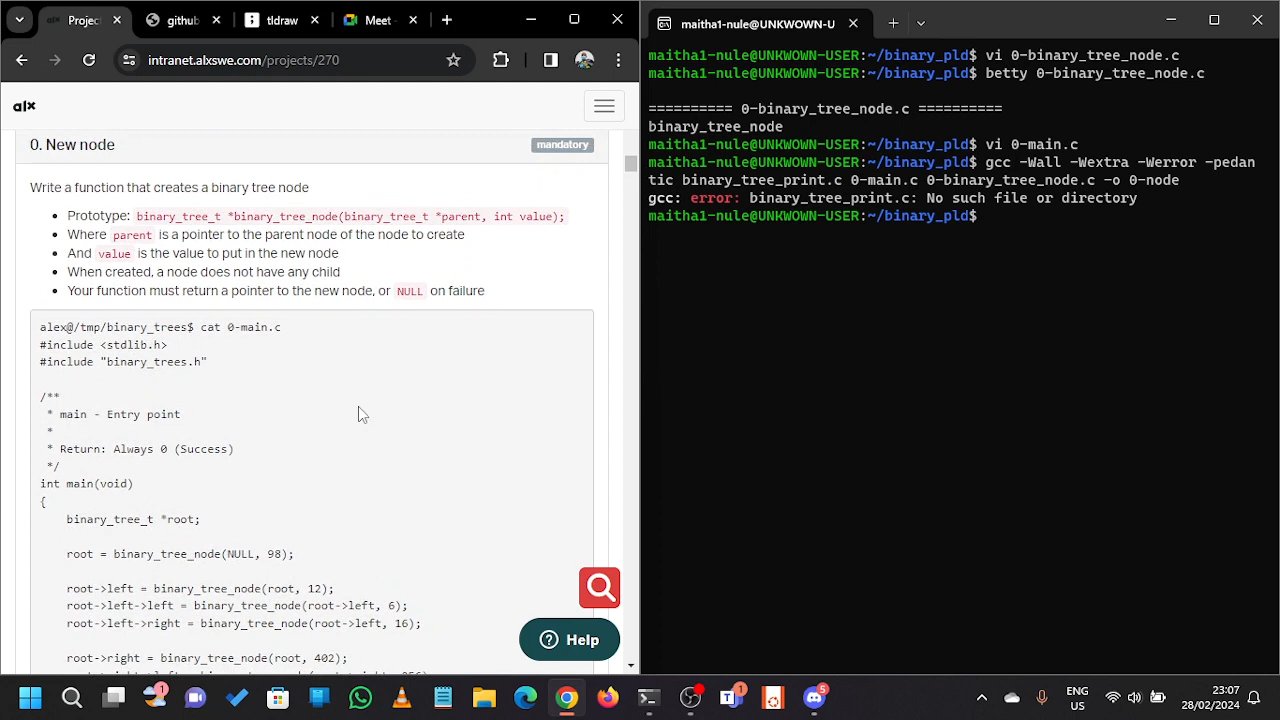 Projec
github
tldraw
Meet -
intranet.alxswe.com/projects/270
alx
0. New node
mandatory
Write a function that creates a binary tree node
Prototype: binary_tree_t *binary_tree_node(binary_tree_t *parent, int value);
Where parent is a pointer to the parent node of the node to create
And value is the value to put in the new node
When created, a node does not have any child
Your function must return a pointer to the new node, or NULL on failure
alex@/tmp/binary_trees$ cat 0-main.c
#include <stdlib.h>
#include "binary_trees.h"
/**
 * main - Entry point
 *
 * Return: Always 0 (Success)
 */
int main(void)
{
    binary_tree_t *root;
    root = binary_tree_node(NULL, 98);
    root->left = binary_tree_node(root, 12);
    root->left->left = binary_tree_node(root->left, 6);
    root->left->right = binary_tree_node(root->left, 16);
    root->right = binary_tree_node(root, 402);
Help
maitha1-nule@UNKWOWN-U
maitha1-nule@UNKWOWN-USER:~/binary_pld$ vi 0-binary_tree_node.c
maitha1-nule@UNKWOWN-USER:~/binary_pld$ betty 0-binary_tree_node.c
========== 0-binary_tree_node.c ==========
binary_tree_node
maitha1-nule@UNKWOWN-USER:~/binary_pld$ vi 0-main.c
maitha1-nule@UNKWOWN-USER:~/binary_pld$ gcc -Wall -Wextra -Werror -pedan
tic binary_tree_print.c 0-main.c 0-binary_tree_node.c -o 0-node
gcc: error: binary_tree_print.c: No such file or directory
maitha1-nule@UNKWOWN-USER:~/binary_pld$
1
1
5
ENG
US
23:07
28/02/2024